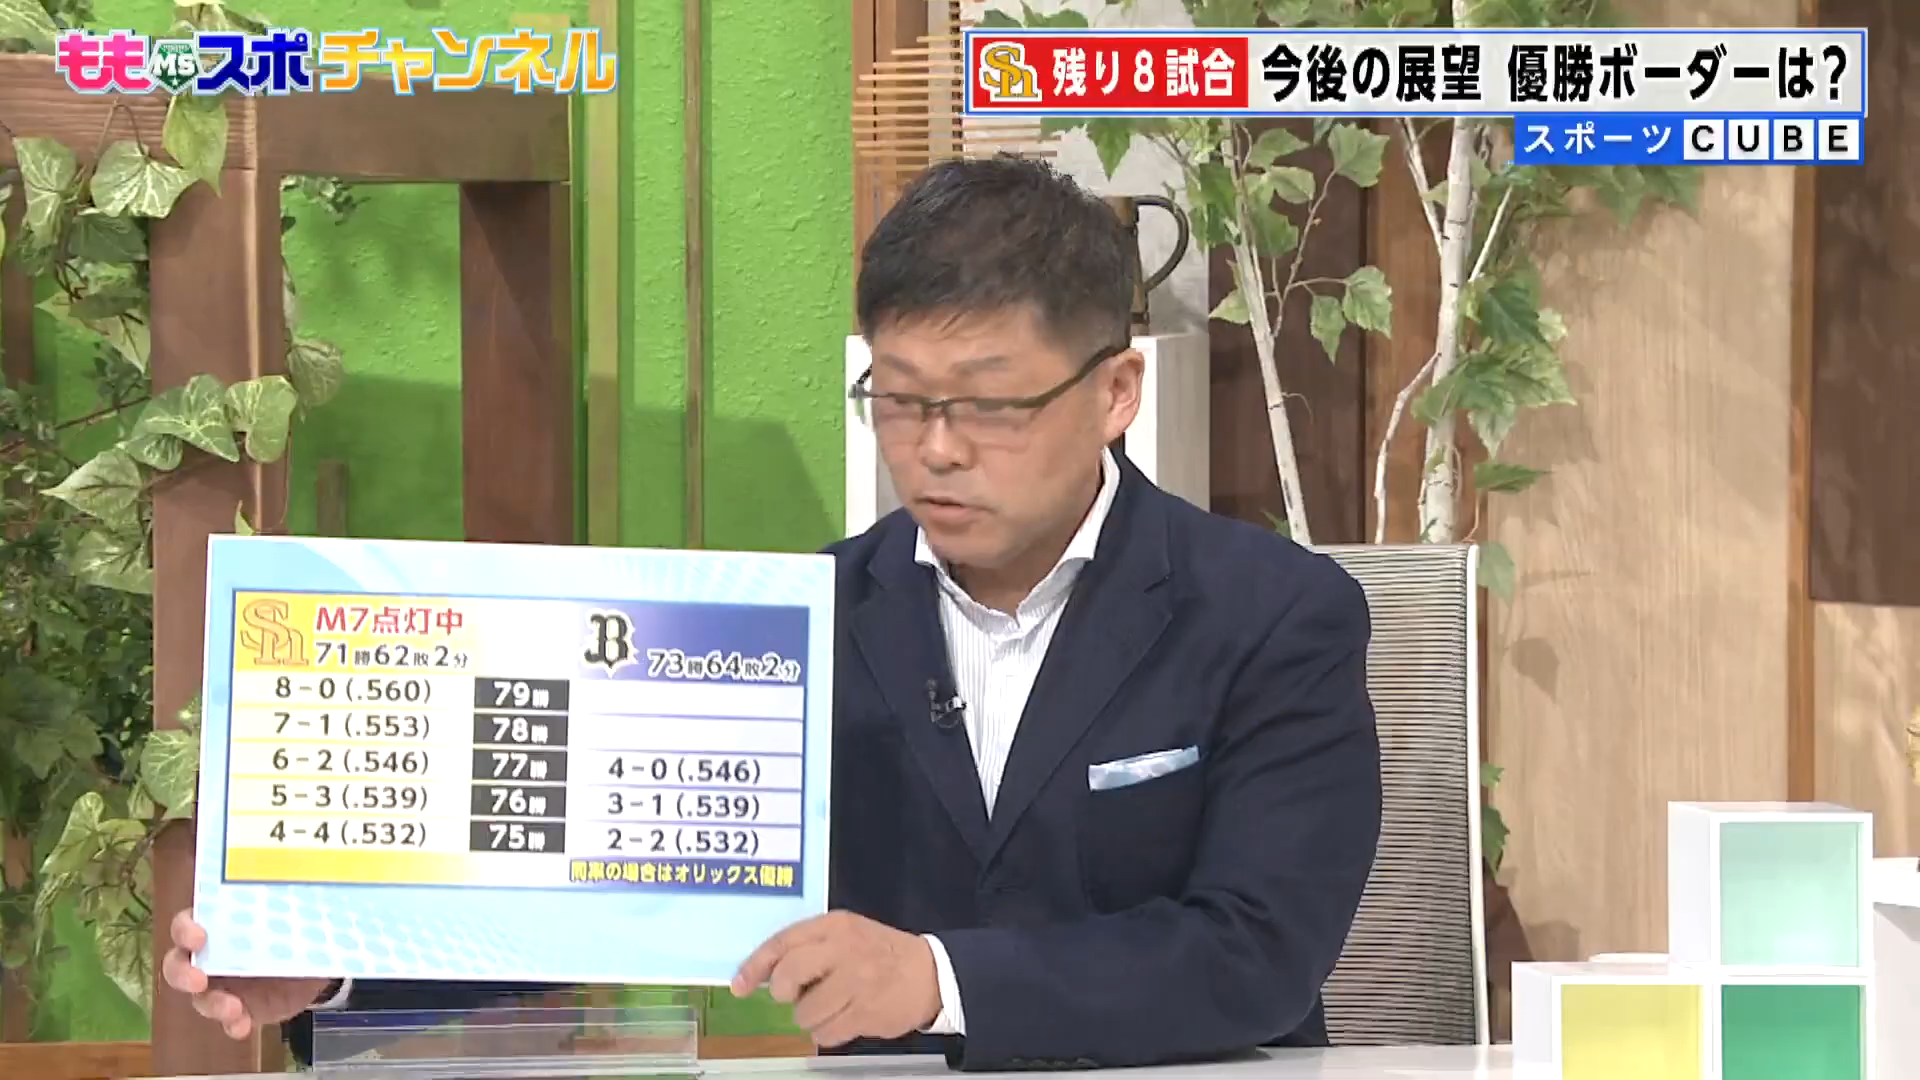 ももMSスポチャンネル
Sh 残り8試合 今後の展望 優勝ボーダーは?
スポーツCUBE
Sh M7点灯中
71勝62敗2分
B 73勝64敗2分
8-0(.560) 79勝
7-1(.553) 78勝
6-2(.546) 77勝 4-0(.546)
5-3(.539) 76勝 3-1(.539)
4-4(.532) 75勝 2-2(.532)
同率の場合はオリックス優勝